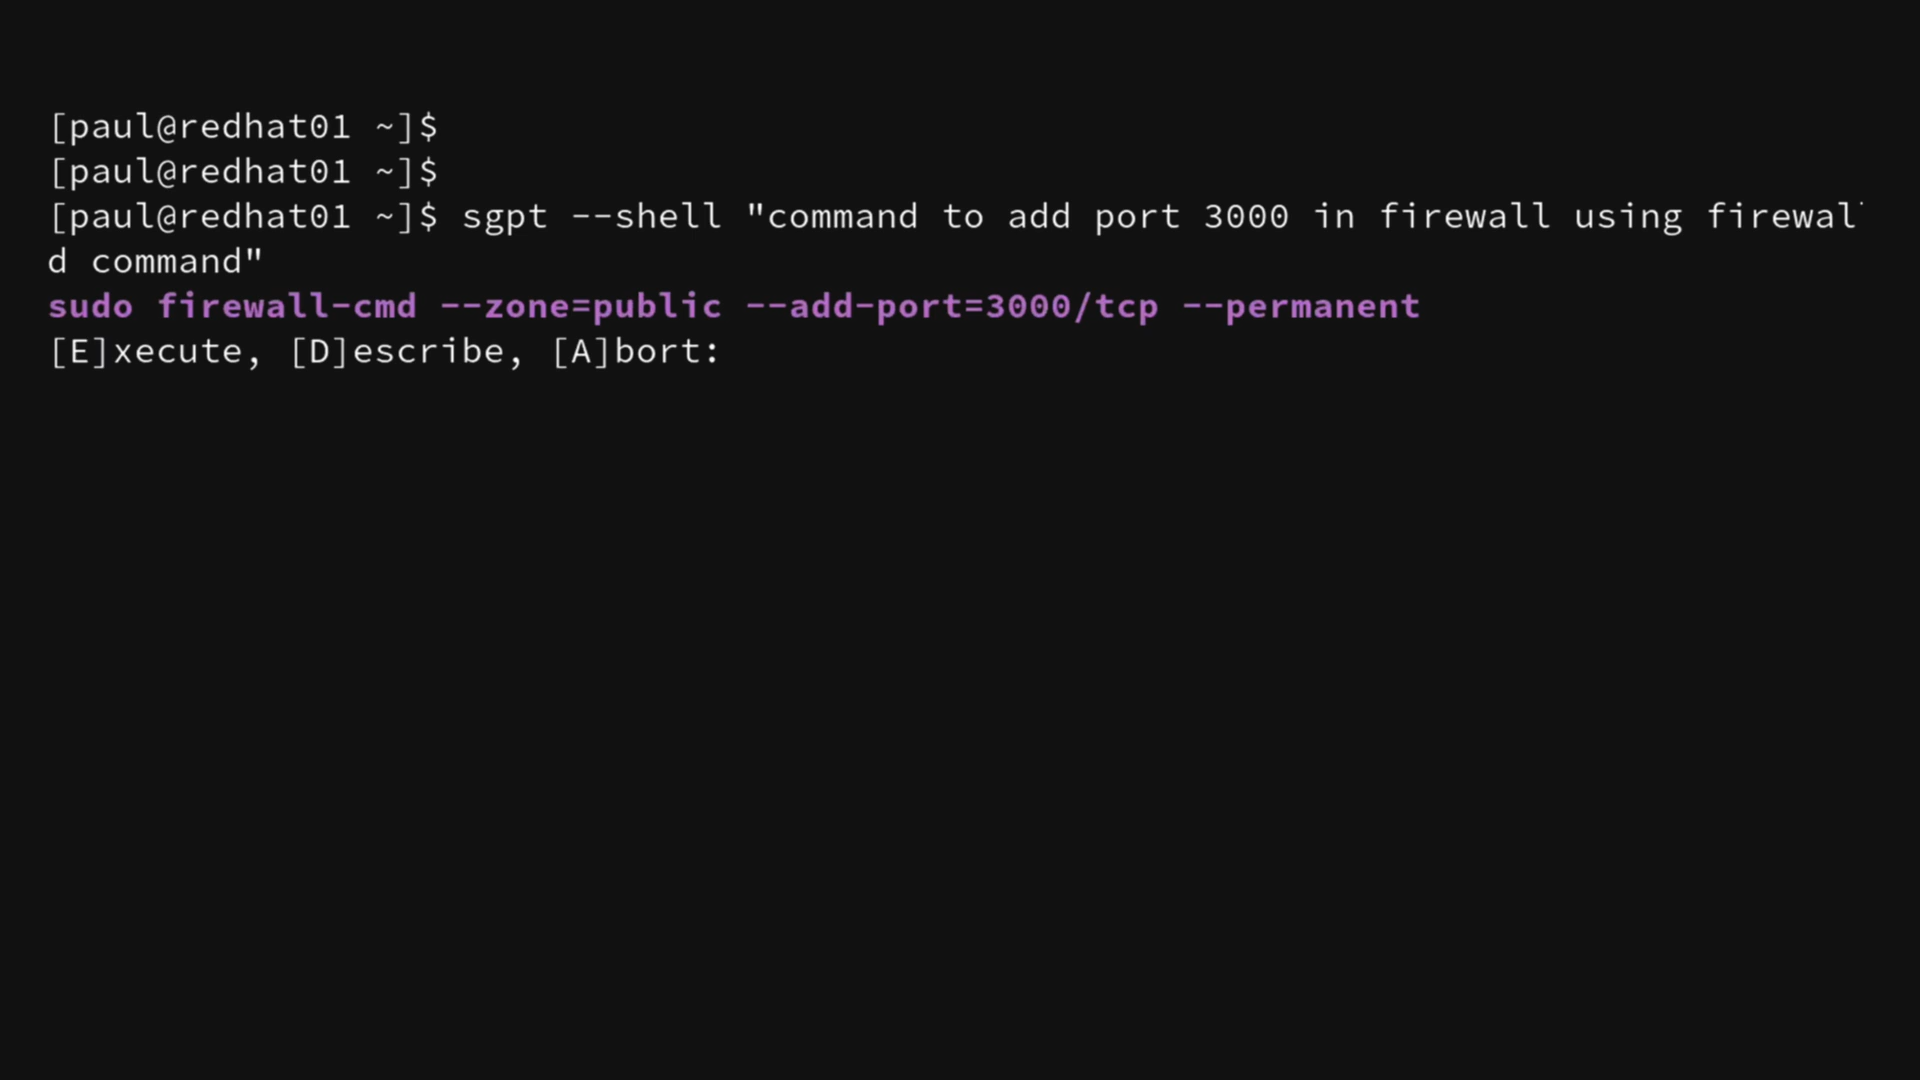 [paul@redhat01 ~]$
[paul@redhat01 ~]$
[paul@redhat01 ~]$ sgpt --shell "command to add port 3000 in firewall using firewal
d command"
sudo firewall-cmd --zone=public --add-port=3000/tcp --permanent
[E]xecute, [D]escribe, [A]bort: